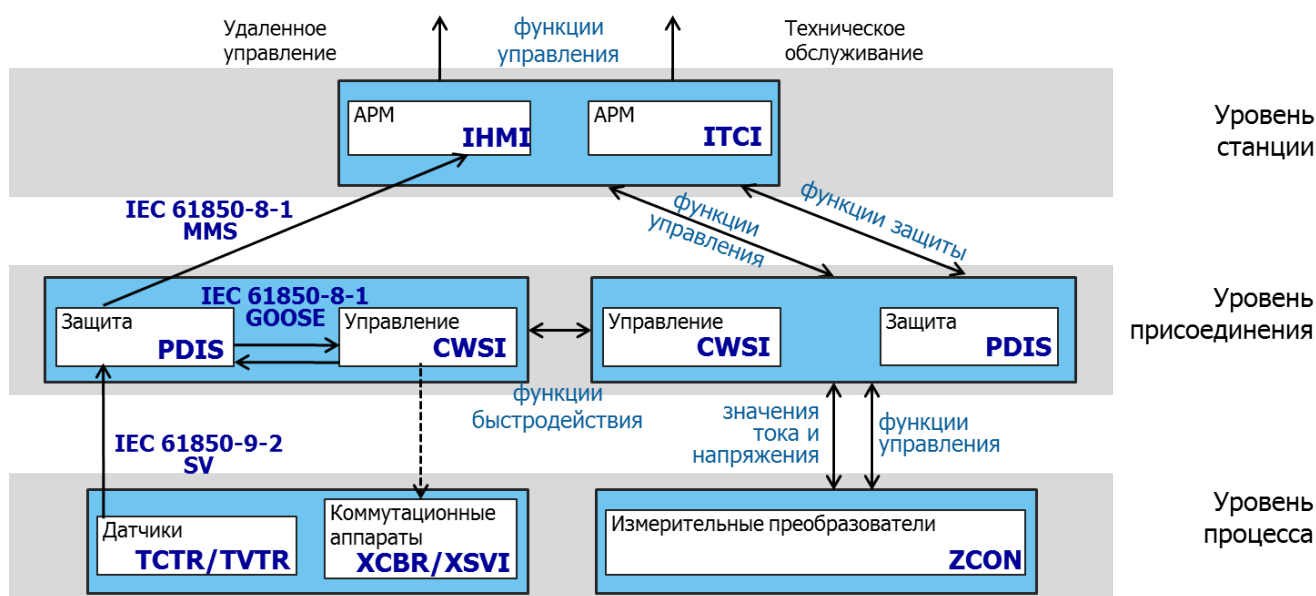 Удаленное
управление
функции
управления
Техническое
обслуживание
АРМ
IHMI
АРМ
ITCI
Уровень
станции
IEC 61850-8-1
MMS
функции
управления
функции защиты
IEC 61850-8-1
GOOSE
Защита
PDIS
Управление
CWSI
Управление
CWSI
Защита
PDIS
Уровень
присоединения
функции
быстродействия
значения
тока и
напряжения
функции
управления
IEC 61850-9-2
SV
Датчики
TCTR/TVTR
Коммутационные
аппараты
XCBR/XSVI
Измерительные преобразователи
ZCON
Уровень
процесса